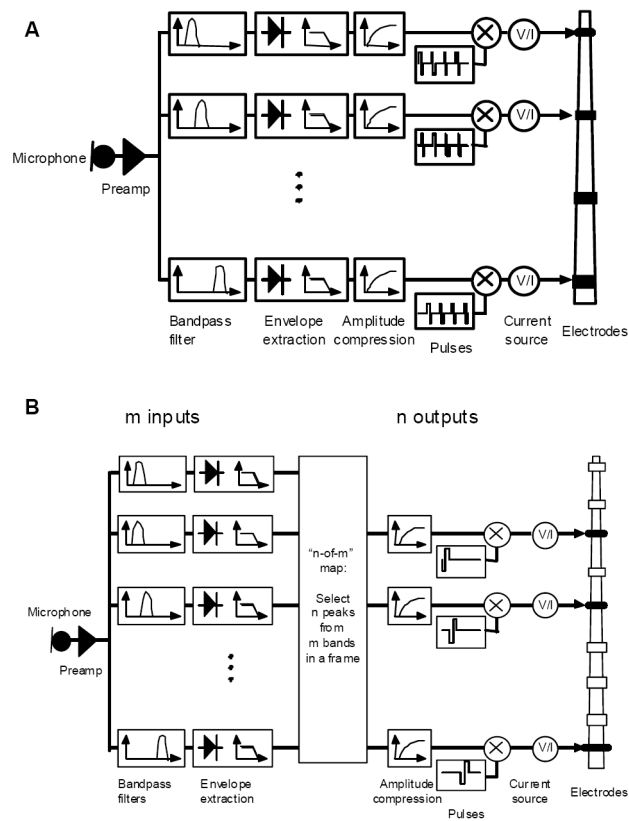 A
V/I
V/I
Microphone
Preamp
V/I
Bandpass
filter
Envelope
extraction
Amplitude
compression
Pulses
Current
source
Electrodes
B
m inputs
n outputs
V/I
"n-of-m"
map:
Select
n peaks
from
m bands
in a frame
V/I
Microphone
Preamp
V/I
Bandpass
filters
Envelope
extraction
Amplitude
compression
Pulses
Current
source
Electrodes